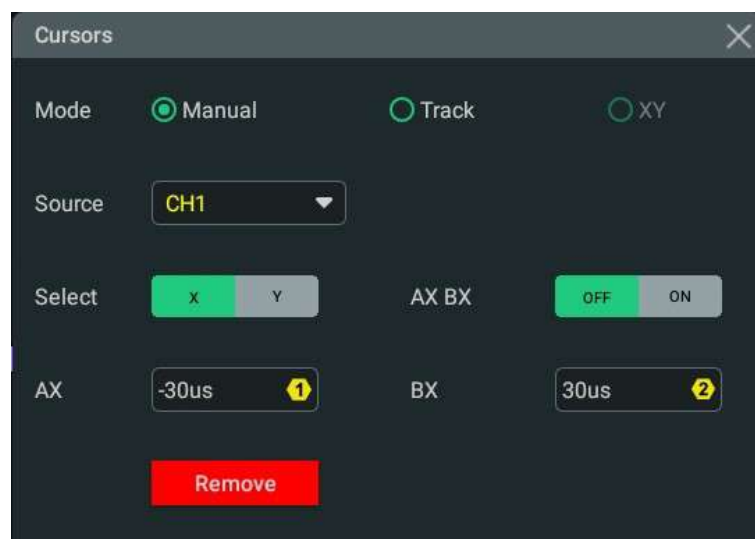 Cursors
Mode Manual Track XY
Source CH1
Select X Y AX BX OFF ON
AX -30us 1 BX 30us 2
Remove